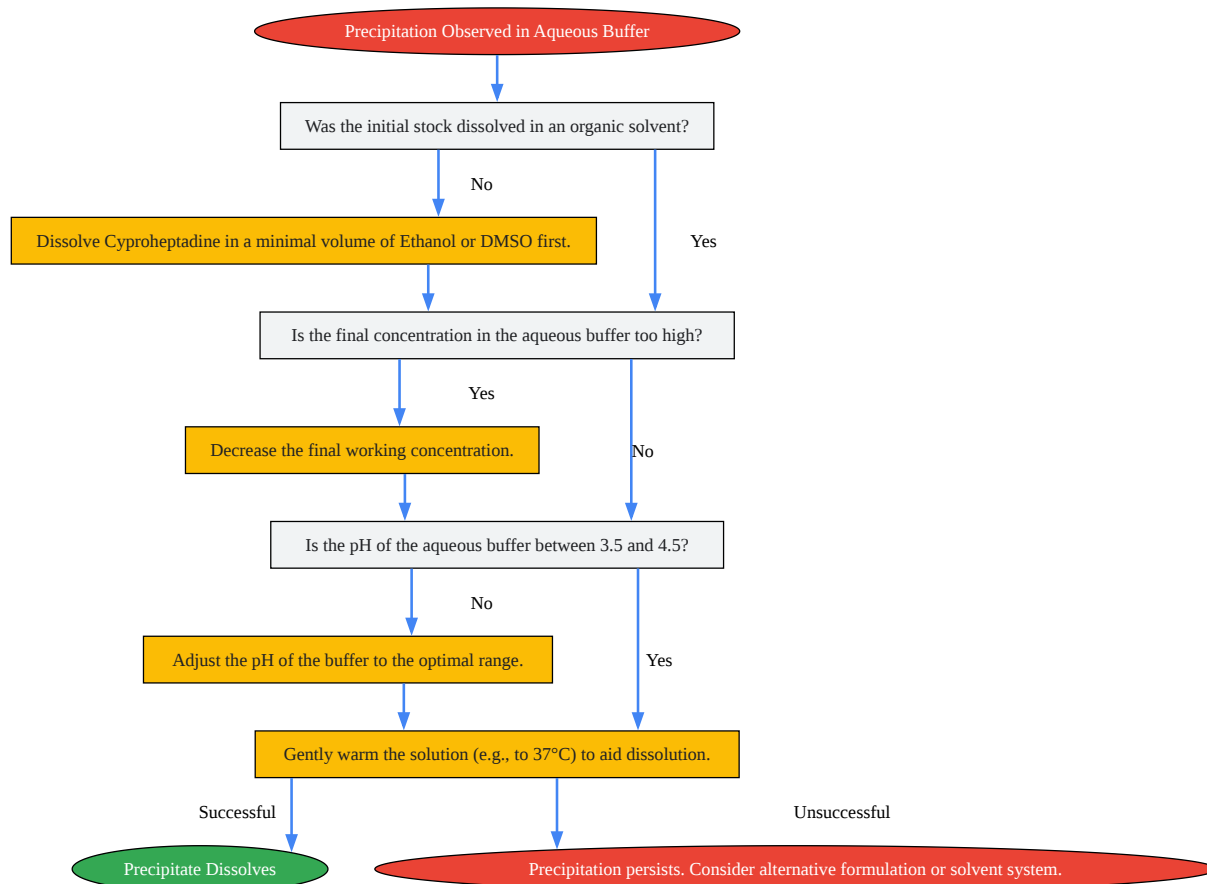 Precipitation Observed in Aqueous Buffer
Was the initial stock dissolved in an organic solvent?
No
Dissolve Cyproheptadine in a minimal volume of Ethanol or DMSO first.
Yes
Is the final concentration in the aqueous buffer too high?
Yes
Decrease the final working concentration.
No
Is the pH of the aqueous buffer between 3.5 and 4.5?
No
Adjust the pH of the buffer to the optimal range.
Yes
Gently warm the solution (e.g., to 37°C) to aid dissolution.
Successful
Unsuccessful
Precipitate Dissolves
Precipitation persists. Consider alternative formulation or solvent system.